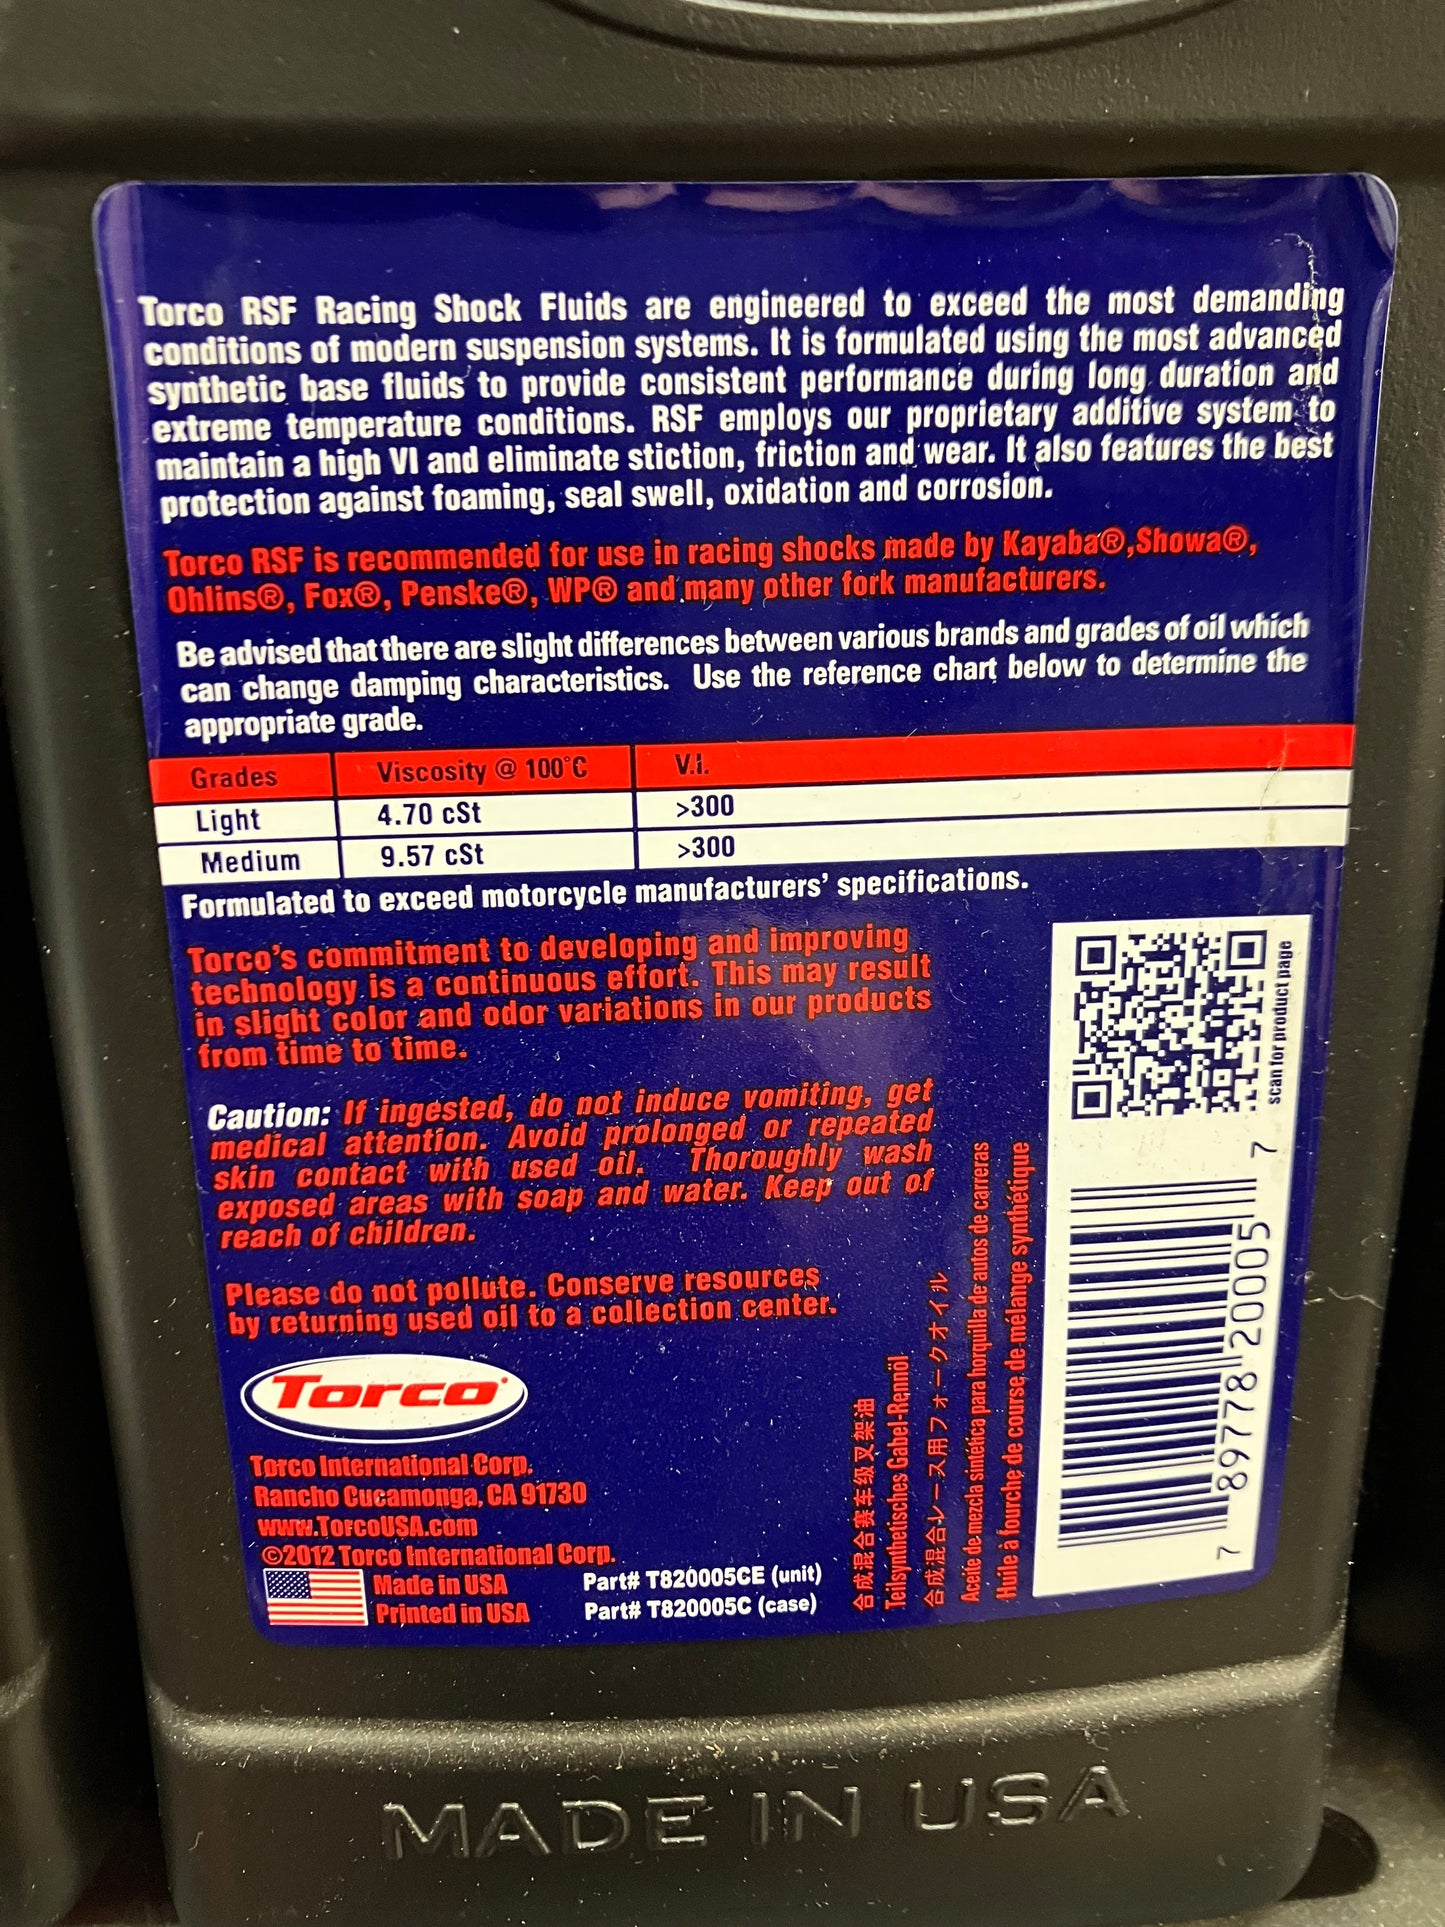 Torco RSF Racing Shock Fluids are engineered to exceed the most demanding
conditions of modern suspension systems. It is formulated using the most advanced
synthetic base fluids to provide consistent performance during long duration and
extreme temperature conditions. RSF employs our proprietary additive system to
maintain a high VI and eliminate stiction, friction and wear. It also features the best
protection against foaming, seal swell, oxidation and corrosion.
Torco RSF is recommended for use in racing shocks made by Kayaba®,Showa®,
Ohlins®, Fox®, Penske®, WP® and many other fork manufacturers.
Be advised that there are slight differences between various brands and grades of oil which
can change damping characteristics. Use the reference chart below to determine the
appropriate grade.
Grades Viscosity @ 100°C V.I.
Light 4.70 cSt >300
Medium 9.57 cSt >300
Formulated to exceed motorcycle manufacturers' specifications.
Torco's commitment to developing and improving
technology is a continuous effort. This may result
in slight color and odor variations in our products
from time to time.
Caution: If ingested, do not induce vomiting, get
medical attention. Avoid prolonged or repeated
skin contact with used oil. Thoroughly wash
exposed areas with soap and water. Keep out of
reach of children.
Please do not pollute. Conserve resources
by returning used oil to a collection center.
Torco
Torco International Corp.
Rancho Cucamonga, CA 91730
www.TorcoUSA.com
©2012 Torco International Corp.
Made in USA
Printed in USA
Part# T820005CE (unit)
Part# T820005C (case)
合成混合赛车级叉架油
Teilsynthetisches Gabel-Rennöl
合成混合レース用フォークオイル
Aceite de mezcla sintética para horquilla de autos de carreras
Huile à fourche de course, de mélange synthétique
scan for product page
7 89778 20005 7
MADE IN USA